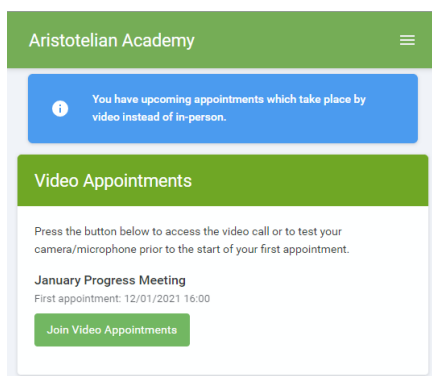 Aristotelian Academy
You have upcoming appointments which take place by
video instead of in-person.
Video Appointments
Press the button below to access the video call or to test your
camera/microphone prior to the start of your first appointment.
January Progress Meeting
First appointment: 12/01/2021 16:00
Join Video Appointments